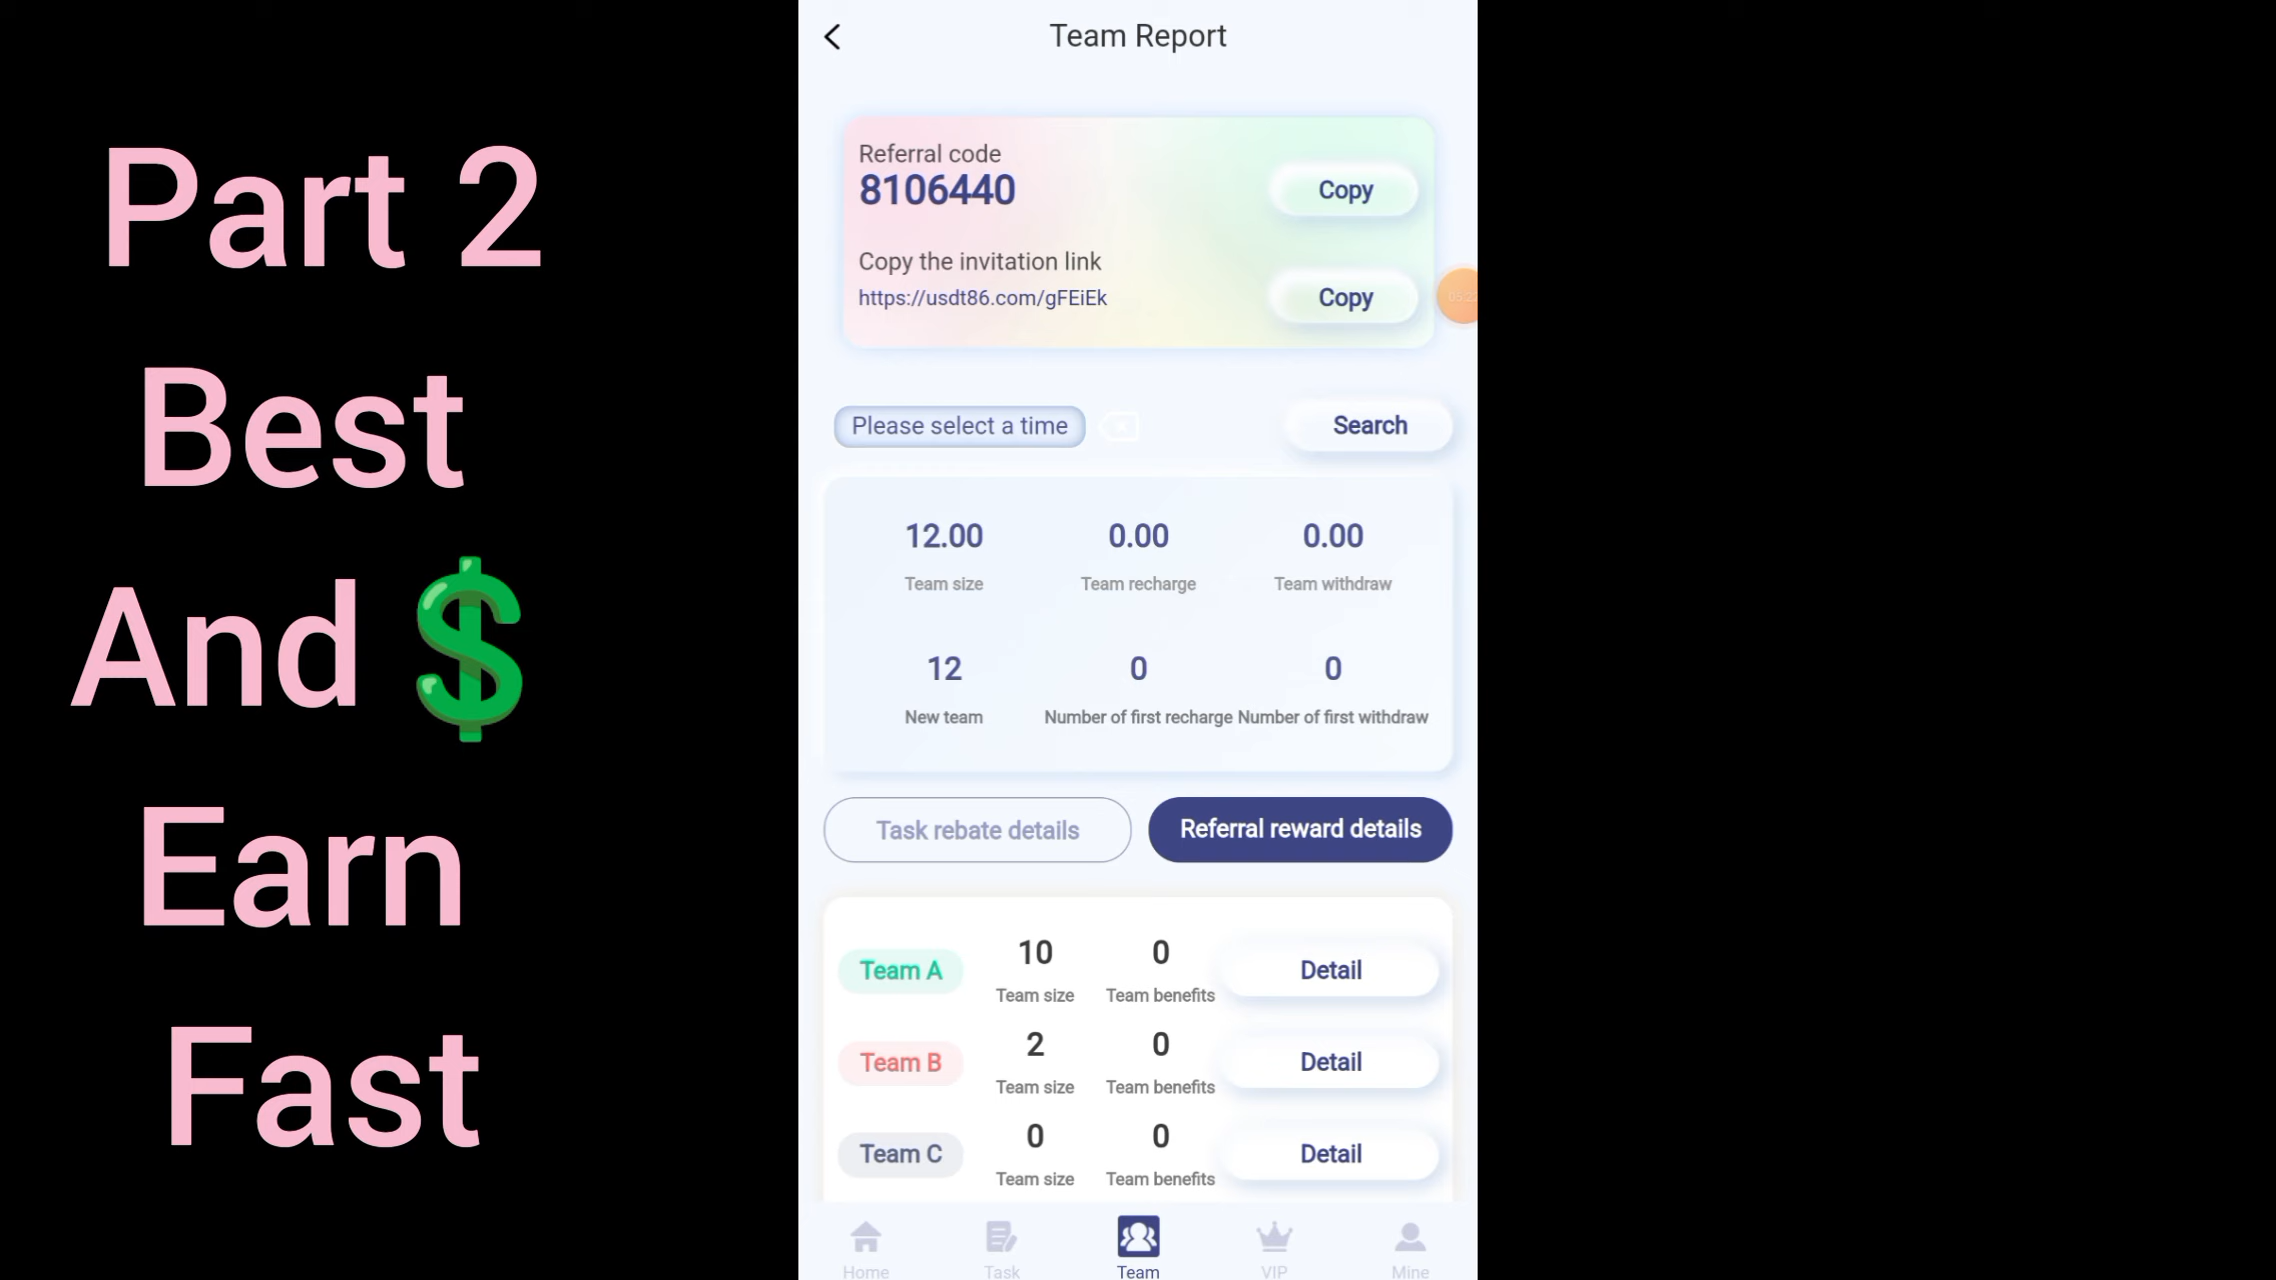 Part 2
Best
And 💲
Earn
Fast
Team Report
Referral code
8106440
Copy
Copy the invitation link
https://usdt86.com/gFEiEk
Copy
Please select a time
Search
12.00
0.00
0.00
Team size
Team recharge
Team withdraw
12
0
0
New team
Number of first recharge
Number of first withdraw
Task rebate details
Referral reward details
Team A
10
Team size
0
Team benefits
Detail
Team B
2
Team size
0
Team benefits
Detail
Team C
0
Team size
0
Team benefits
Detail
Home
Task
Team
VIP
Mine